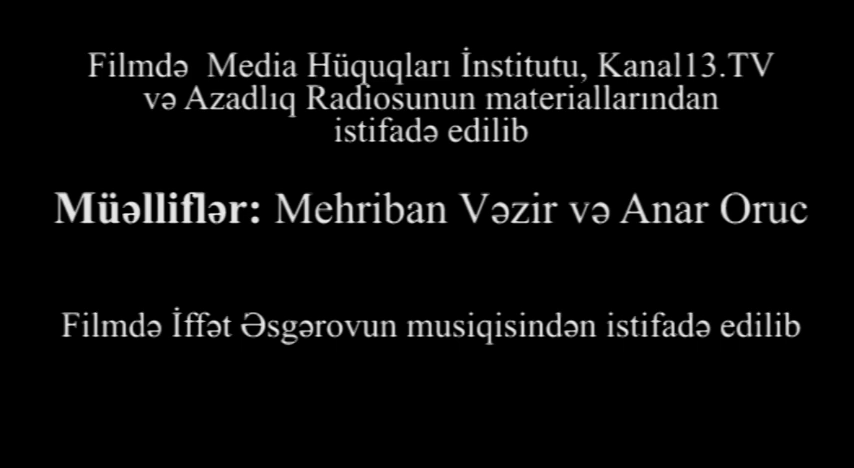 Filmdə Media Hüquqları İnstitutu, Kanal13.TV
və Azadlıq Radiosunun materiallarından
istifadə edilib
Müəlliflər: Mehriban Vəzir və Anar Oruc
Filmdə İffət Əsgərovun musiqisindən istifadə edilib